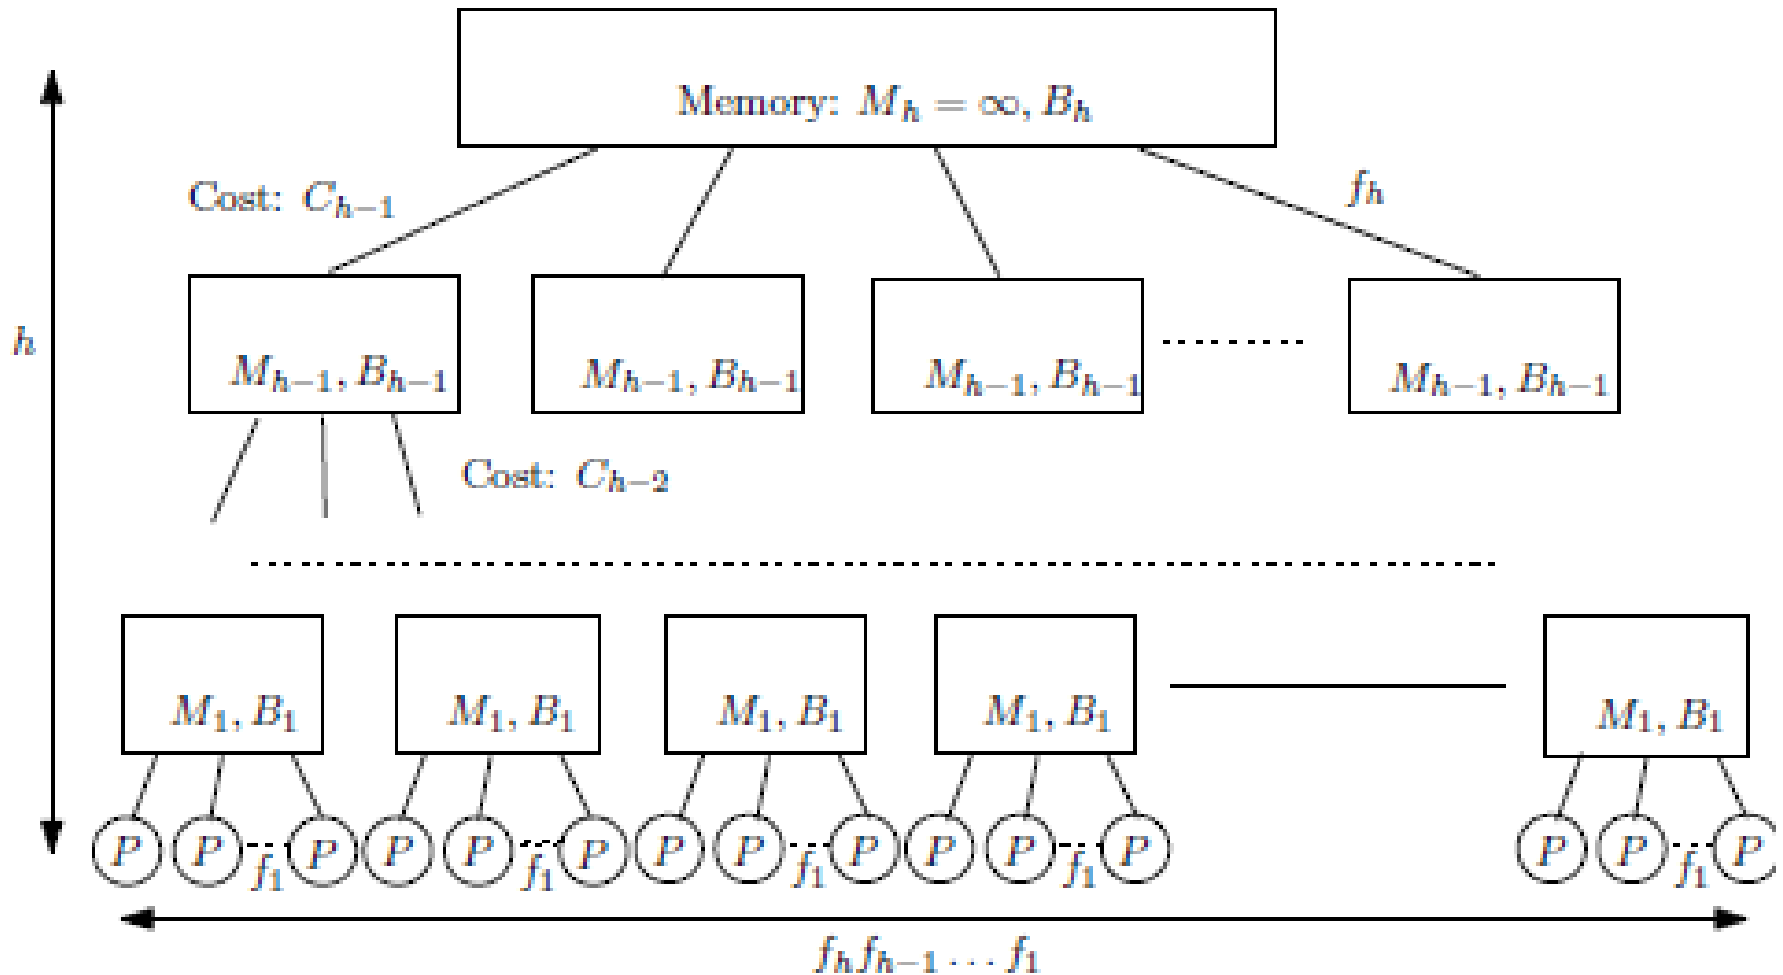 Memory: M_h = ∞, B_h
Cost: C_{h−1}
f_h
h
M_{h−1}, B_{h−1} M_{h−1}, B_{h−1} M_{h−1}, B_{h−1} M_{h−1}, B_{h−1}
Cost: C_{h−2}
M_1, B_1 M_1, B_1 M_1, B_1 M_1, B_1 M_1, B_1
P P P P P P P P P P P P P P P
f_1 f_1 f_1 f_1 f_1
f_h f_{h−1} … f_1